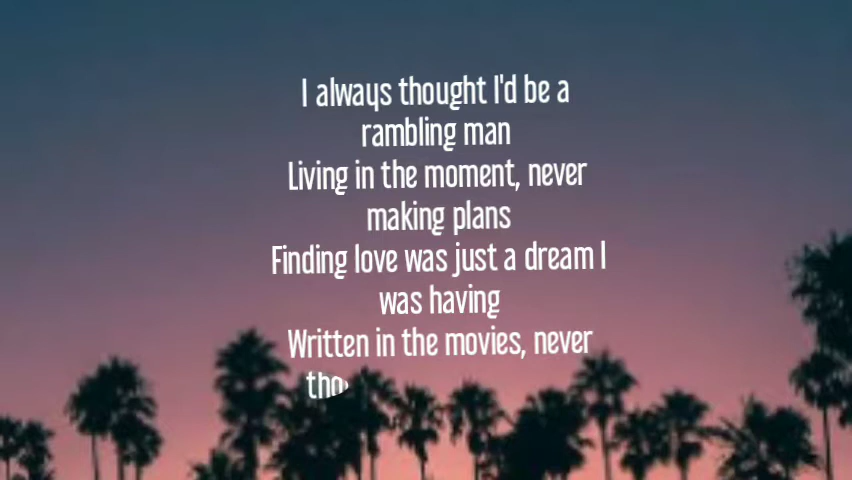 I always thought I'd be a
rambling man
Living in the moment, never
making plans
Finding love was just a dream I
was having
Written in the movies, never